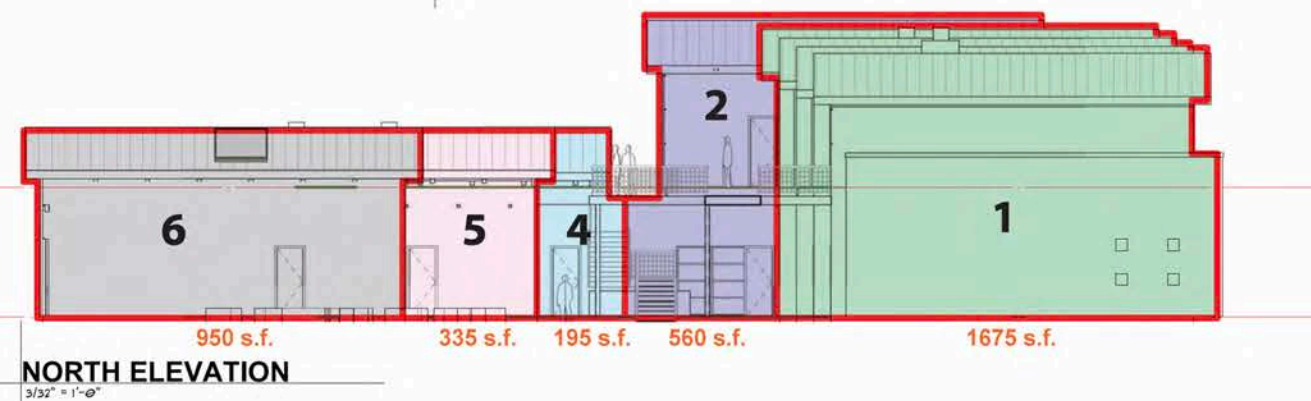 2
6
5
4
1
950 s.f.
335 s.f.
195 s.f.
560 s.f.
1675 s.f.
NORTH ELEVATION
3/32" = 1'-0"